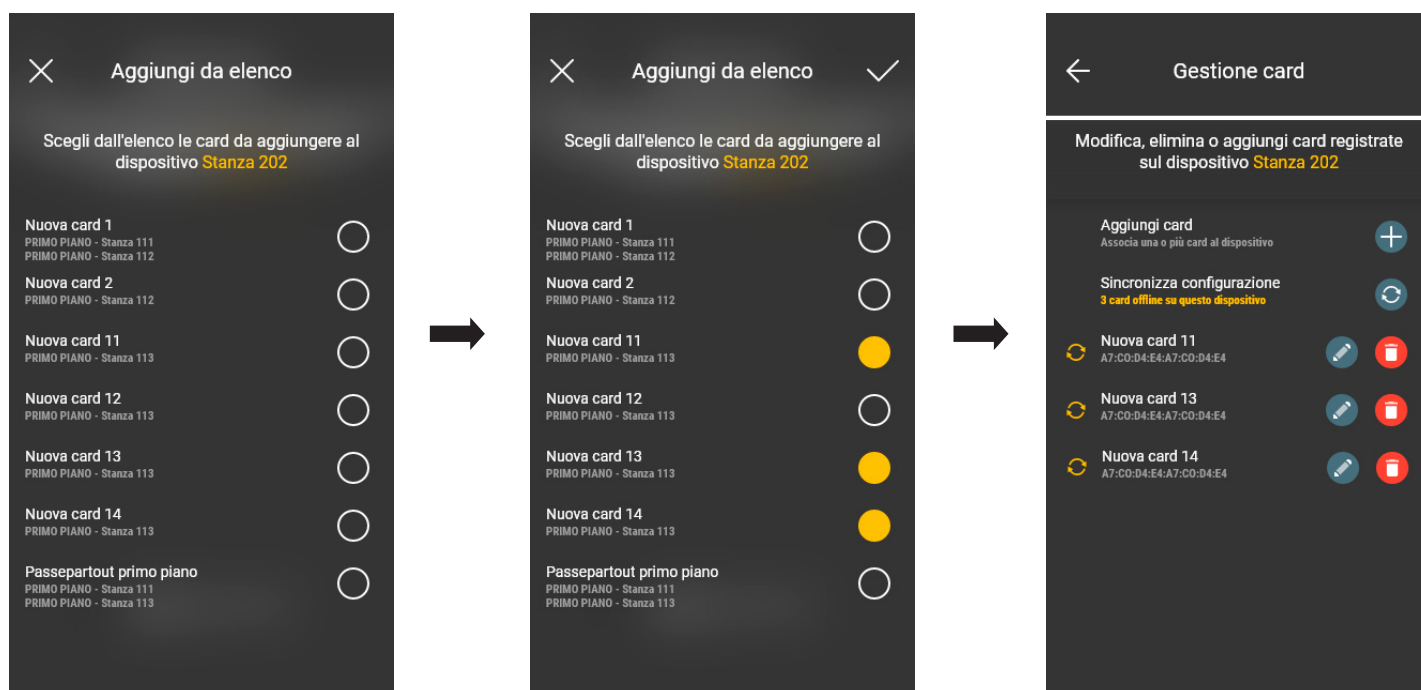 Aggiungi da elenco
Scegli dall'elenco le card da aggiungere al
dispositivo Stanza 202
Nuova card 1
PRIMO PIANO - Stanza 111
PRIMO PIANO - Stanza 112
Nuova card 2
PRIMO PIANO - Stanza 112
Nuova card 11
PRIMO PIANO - Stanza 113
Nuova card 12
PRIMO PIANO - Stanza 113
Nuova card 13
PRIMO PIANO - Stanza 113
Nuova card 14
PRIMO PIANO - Stanza 113
Passepartout primo piano
PRIMO PIANO - Stanza 111
PRIMO PIANO - Stanza 113
Aggiungi da elenco
Scegli dall'elenco le card da aggiungere al
dispositivo Stanza 202
Nuova card 1
PRIMO PIANO - Stanza 111
PRIMO PIANO - Stanza 112
Nuova card 2
PRIMO PIANO - Stanza 112
Nuova card 11
PRIMO PIANO - Stanza 113
Nuova card 12
PRIMO PIANO - Stanza 113
Nuova card 13
PRIMO PIANO - Stanza 113
Nuova card 14
PRIMO PIANO - Stanza 113
Passepartout primo piano
PRIMO PIANO - Stanza 111
PRIMO PIANO - Stanza 113
Gestione card
Modifica, elimina o aggiungi card registrate
sul dispositivo Stanza 202
Aggiungi card
Associa una o più card al dispositivo
Sincronizza configurazione
3 card offline su questo dispositivo
Nuova card 11
A7:C0:D4:E4:A7:C0:D4:E4
Nuova card 13
A7:C0:D4:E4:A7:C0:D4:E4
Nuova card 14
A7:C0:D4:E4:A7:C0:D4:E4